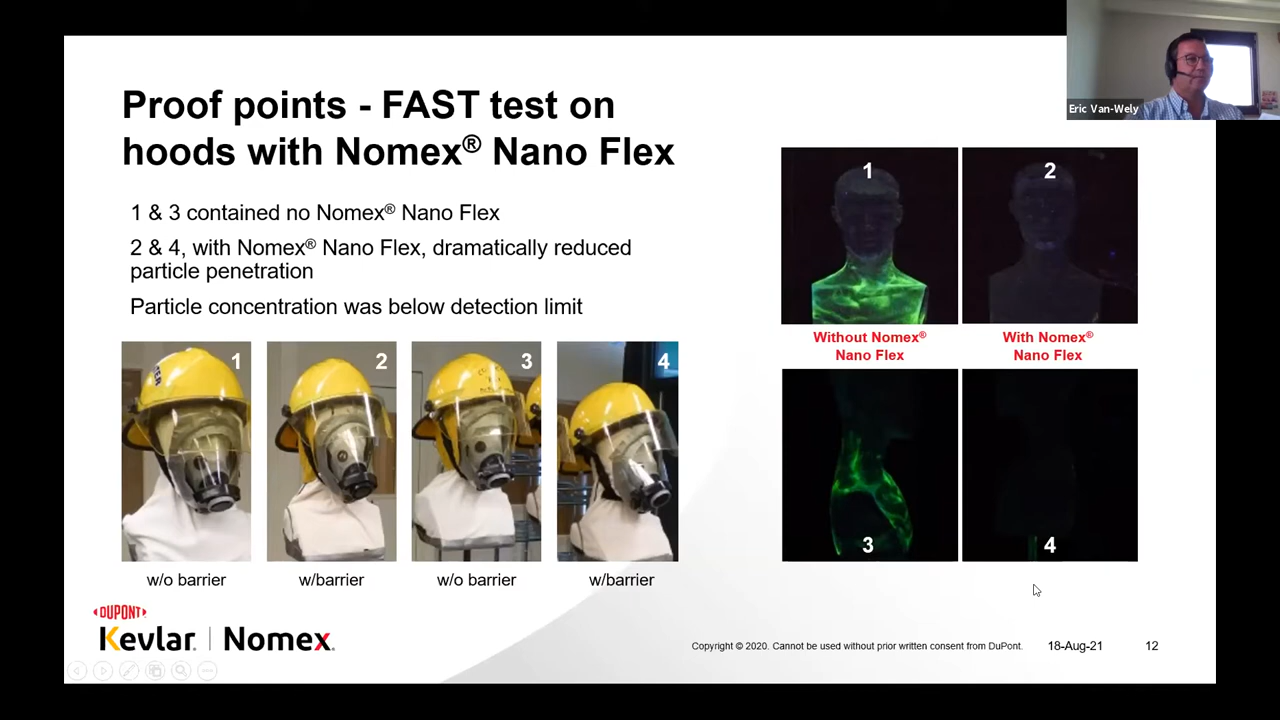 Eric Van-Wely
Proof points - FAST test on
hoods with Nomex® Nano Flex
1 & 3 contained no Nomex® Nano Flex
2 & 4, with Nomex® Nano Flex, dramatically reduced
particle penetration
Particle concentration was below detection limit
1
2
3
4
w/o barrier
w/barrier
w/o barrier
w/barrier
1
2
Without Nomex®
Nano Flex
With Nomex®
Nano Flex
3
4
DUPONT
Kevlar. | Nomex.
Copyright © 2020. Cannot be used without prior written consent from DuPont.
18-Aug-21
12